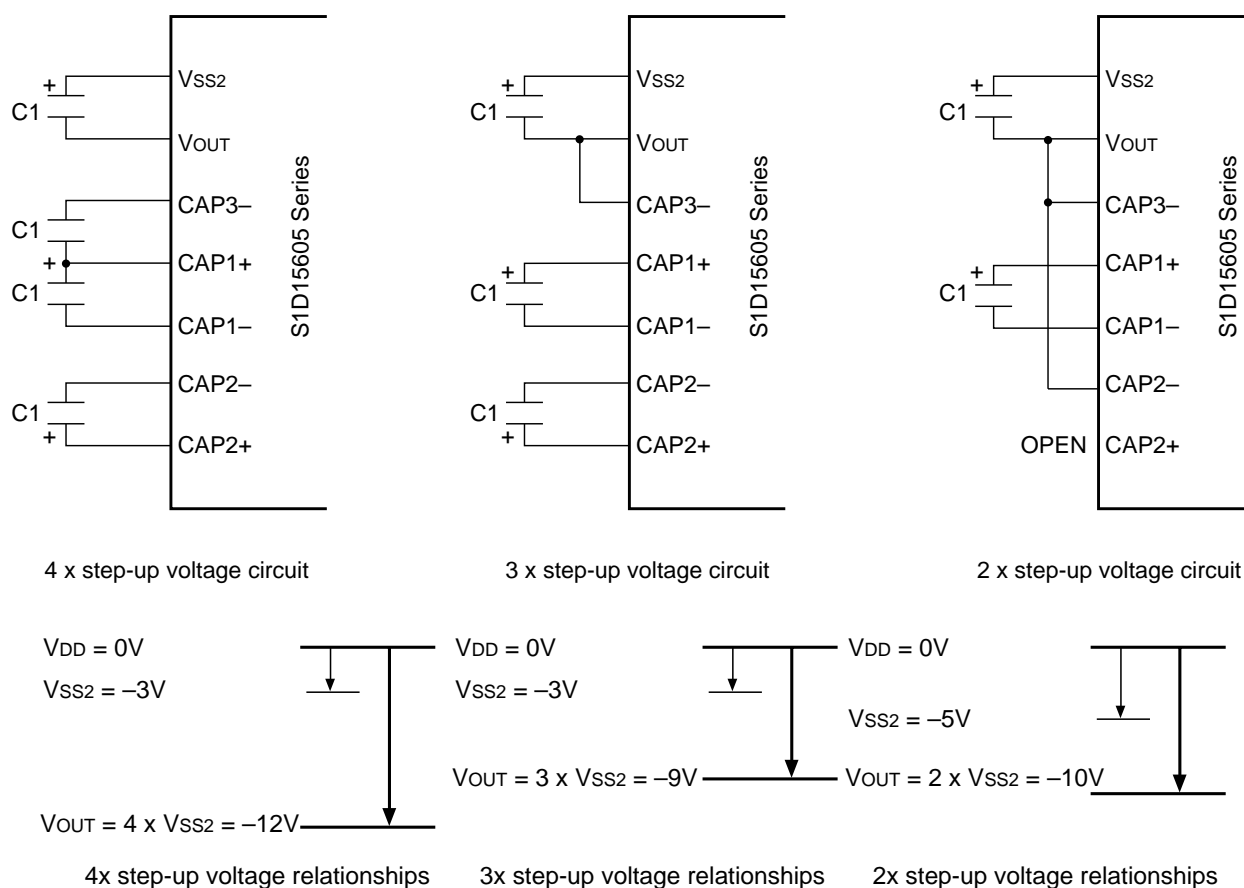 +
C1
VSS2
VOUT
CAP3–
C1
+
CAP1+
C1
CAP1–
CAP2–
C1
+
CAP2+
S1D15605 Series
+
C1
VSS2
VOUT
CAP3–
+
CAP1+
C1
CAP1–
CAP2–
C1
+
CAP2+
S1D15605 Series
+
C1
VSS2
VOUT
CAP3–
+
CAP1+
C1
CAP1–
CAP2–
OPEN
CAP2+
S1D15605 Series
4 x step-up voltage circuit
3 x step-up voltage circuit
2 x step-up voltage circuit
VDD = 0V
VSS2 = –3V
VOUT = 4 x VSS2 = –12V
4x step-up voltage relationships
VDD = 0V
VSS2 = –3V
VOUT = 3 x VSS2 = –9V
3x step-up voltage relationships
VDD = 0V
VSS2 = –5V
VOUT = 2 x VSS2 = –10V
2x step-up voltage relationships